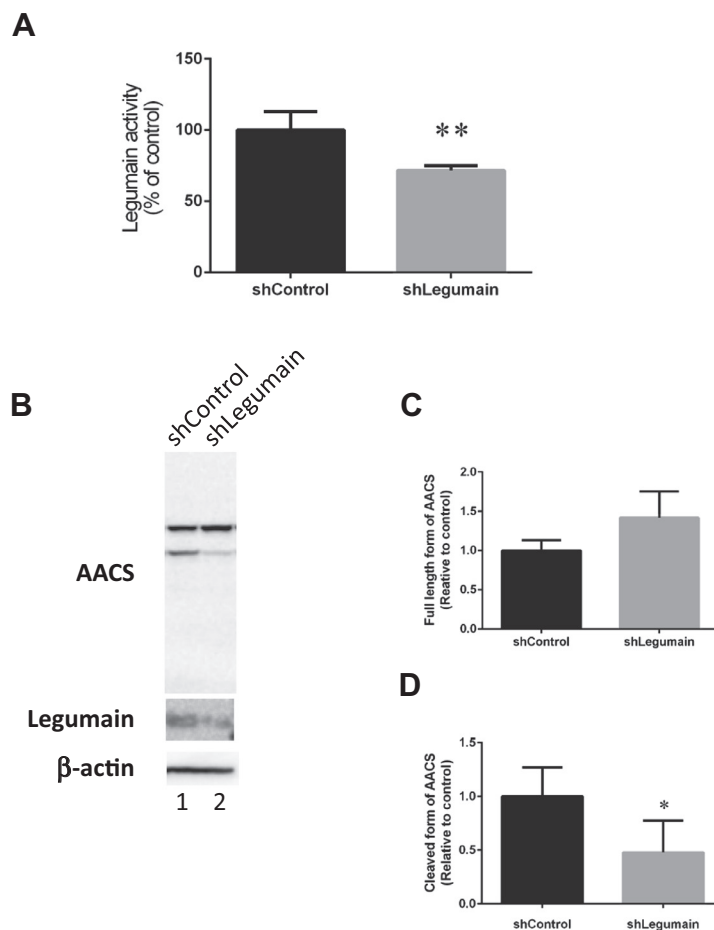 A
Legumain activity
(% of control)
150
100
50
0
**
shControl
shLegumain
B
shControl
shLegumain
AACS
Legumain
β-actin
1 2
C
Full length form of AACS
(Reative to control)
2.0
1.5
1.0
0.5
0.0
shControl
shLegumain
D
Cleaved form of AACS
(Relative to control)
1.5
1.0
0.5
0.0
*
shControl
shLegumain